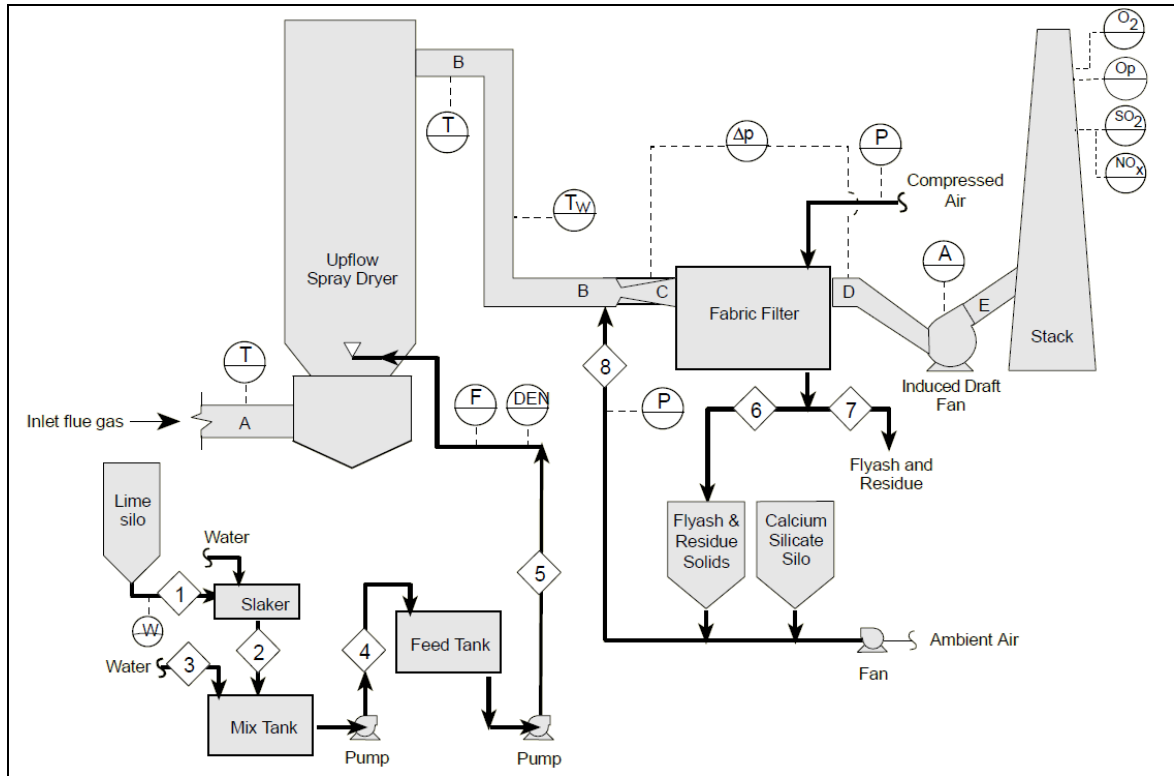 O2
Op
SO2
NOx
B
T
Δp
P
Compressed
Air
TW
A
Upflow
Spray Dryer
B
C
D
E
Fabric Filter
Stack
Induced Draft
Fan
T
8
Inlet flue gas
A
F
DEN
P
6
7
Flyash and
Residue
Lime
silo
Water
Flyash &
Residue
Solids
Calcium
Silicate
Silo
5
1
Slaker
W
4
Feed Tank
Ambient Air
Fan
Water
3
2
Mix Tank
Pump
Pump